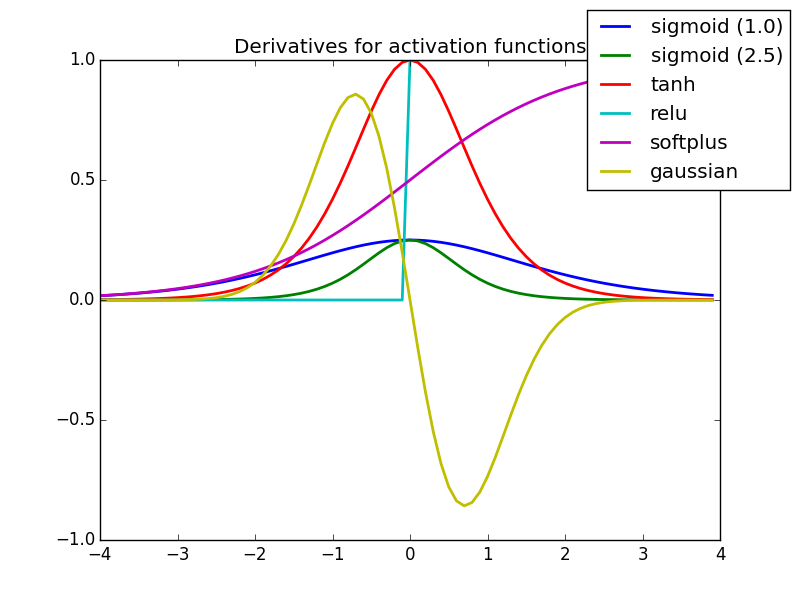 Derivatives for activation functions
sigmoid (1.0)
sigmoid (2.5)
tanh
relu
softplus
gaussian
1.0
0.5
0.0
−0.5
−1.0
−4 −3 −2 −1 0 1 2 3 4